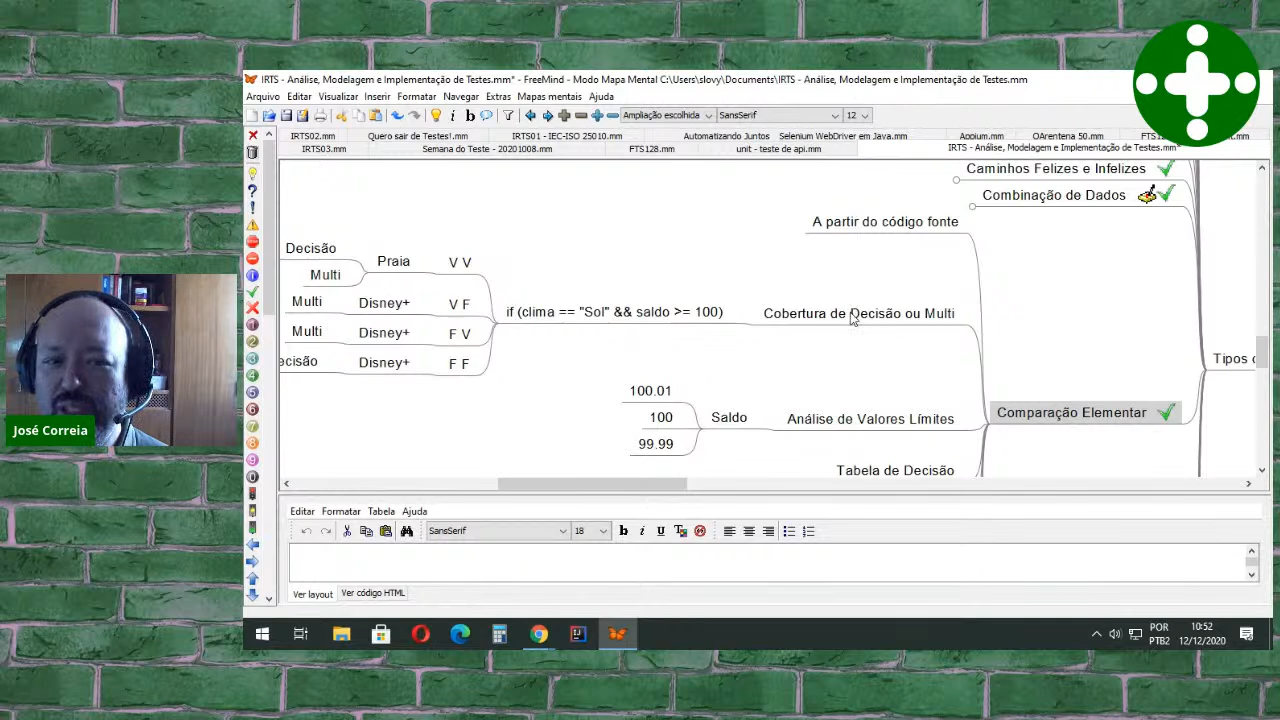 IRTS - Análise, Modelagem e Implementação de Testes.mm* - FreeMind - Modo Mapa Mental C:\Users\slovy\Documents\IRTS - Análise, Modelagem e Implementação de Testes.mm
Arquivo Editar Visualizar Inserir Formatar Navegar Extras Mapas mentais Ajuda
Ampliação escolhida SansSerif 12
IRTS02.mm Quero sair de Testes!.mm IRTS01 - IEC-ISO 25010.mm Automatizando Juntos Selenium WebDriver em Java.mm Appium.mm QArentena 50.mm
IRTS03.mm Semana do Teste - 20201008.mm FTS128.mm unit - teste de api.mm IRTS - Análise, Modelagem e Implementação de Testes.mm*
Caminhos Felizes e Infelizes
Combinação de Dados
A partir do código fonte
Decisão
Praia V V
Multi
Multi Disney+ V F
if (clima == "Sol" && saldo >= 100) Cobertura de Decisão ou Multi
Multi Disney+ F V
ecisão Disney+ F F
Tipos
100.01
100 Saldo Análise de Valores Límites
Comparação Elementar
99.99
Tabela de Decisão
José Correia
Editar Formatar Tabela Ajuda
SansSerif 18
Ver layout Ver código HTML
POR
PTB2
10:52
12/12/2020